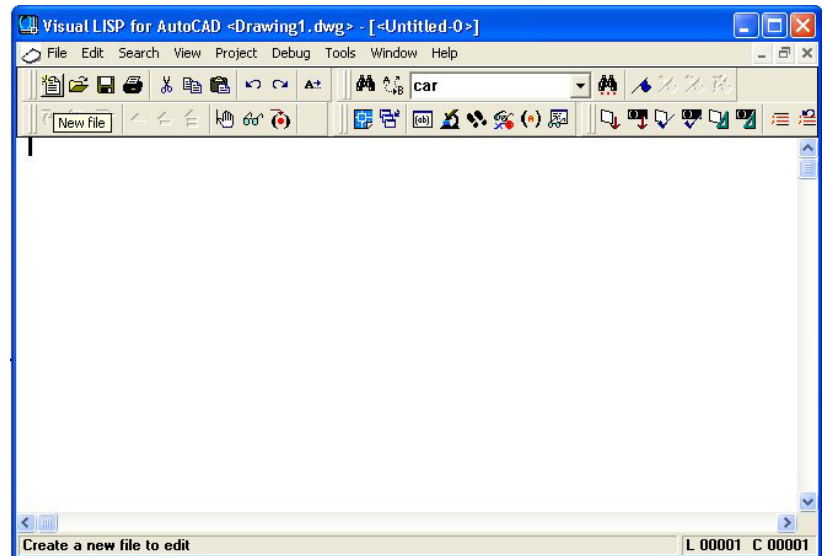 Visual LISP for AutoCAD <Drawing1.dwg> - [<Untitled-0>]
File Edit Search View Project Debug Tools Window Help
car
New file
Create a new file to edit L 00001 C 00001